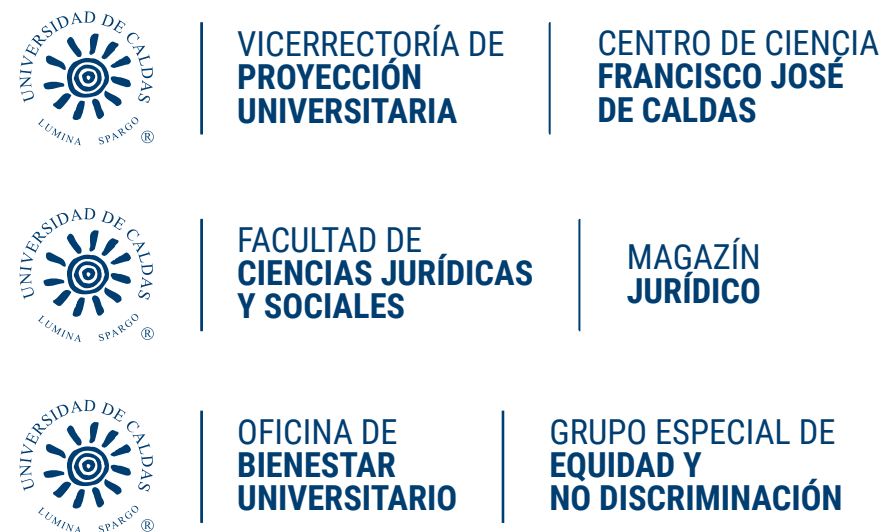 UNIVERSIDAD DE CALDAS
LUMINA SPARGO ®
VICERRECTORÍA DE
PROYECCIÓN
UNIVERSITARIA
CENTRO DE CIENCIA
FRANCISCO JOSÉ
DE CALDAS
UNIVERSIDAD DE CALDAS
LUMINA SPARGO ®
FACULTAD DE
CIENCIAS JURÍDICAS
Y SOCIALES
MAGAZÍN
JURÍDICO
UNIVERSIDAD DE CALDAS
LUMINA SPARGO ®
OFICINA DE
BIENESTAR
UNIVERSITARIO
GRUPO ESPECIAL DE
EQUIDAD Y
NO DISCRIMINACIÓN